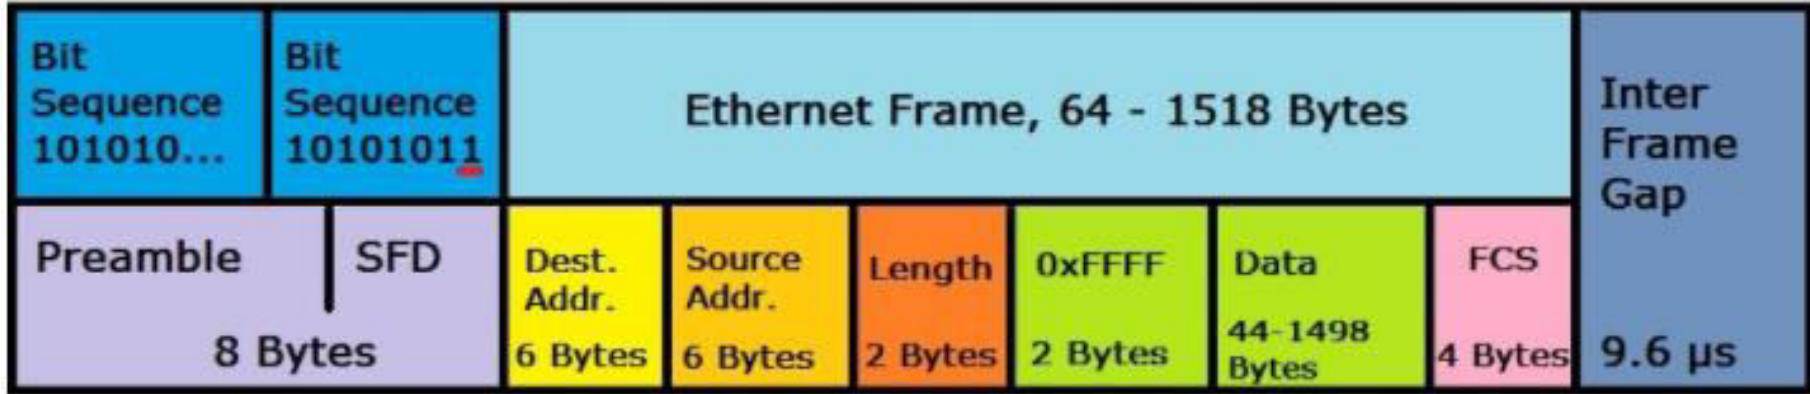 Bit
Sequence
101010...
Bit
Sequence
10101011
Ethernet Frame, 64 - 1518 Bytes
Inter
Frame
Gap
9.6 µs
Preamble
SFD
8 Bytes
Dest.
Addr.
6 Bytes
Source
Addr.
6 Bytes
Length
2 Bytes
0xFFFF
2 Bytes
Data
44-1498
Bytes
FCS
4 Bytes